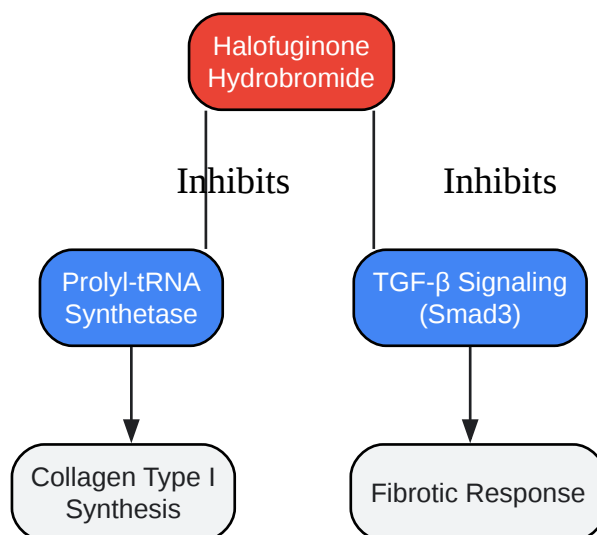 Halofuginone
Hydrobromide
Inhibits
Inhibits
Prolyl-tRNA
Synthetase
TGF-β Signaling
(Smad3)
Collagen Type I
Synthesis
Fibrotic Response